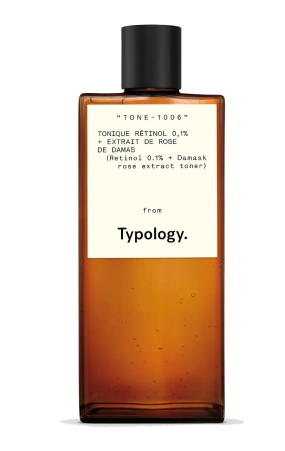 "TONE-1006"
TONIQUE RÉTINOL 0,1%
+ EXTRAIT DE ROSE
DE DAMAS
(Retinol 0.1% + Damask
rose extract toner)
from
Typology.